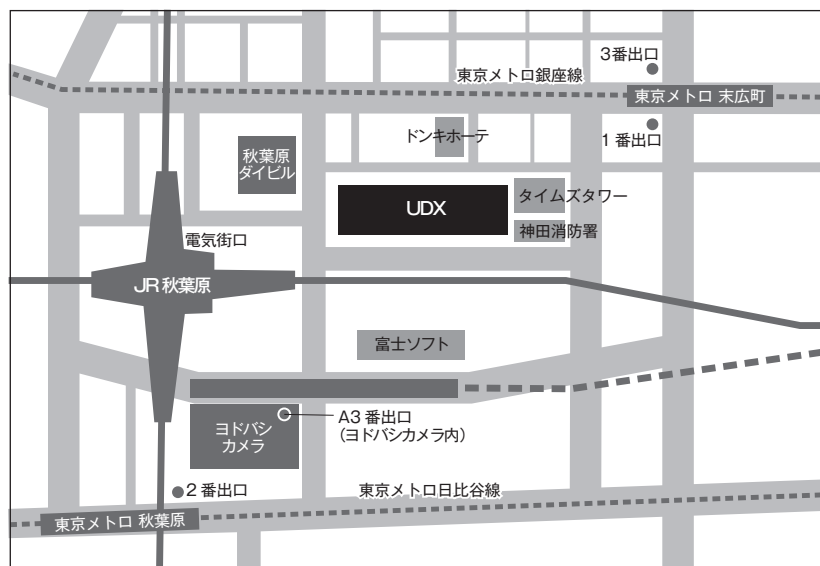 3番出口
東京メトロ銀座線
東京メトロ 末広町
ドンキホーテ
1番出口
秋葉原
ダイビル
タイムズタワー
UDX
神田消防署
電気街口
JR秋葉原
富士ソフト
A3番出口
(ヨドバシカメラ内)
ヨドバシ
カメラ
2番出口
東京メトロ日比谷線
東京メトロ 秋葉原